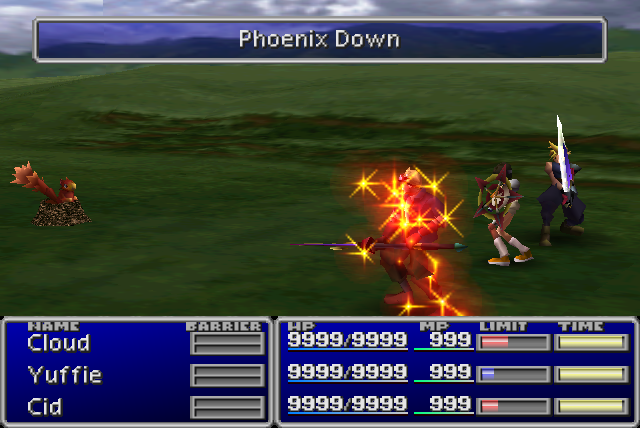 Phoenix Down
NAME BARRIER HP MP LIMIT TIME
Cloud 9999/9999 999
Yuffie 9999/9999 999
Cid 9999/9999 999